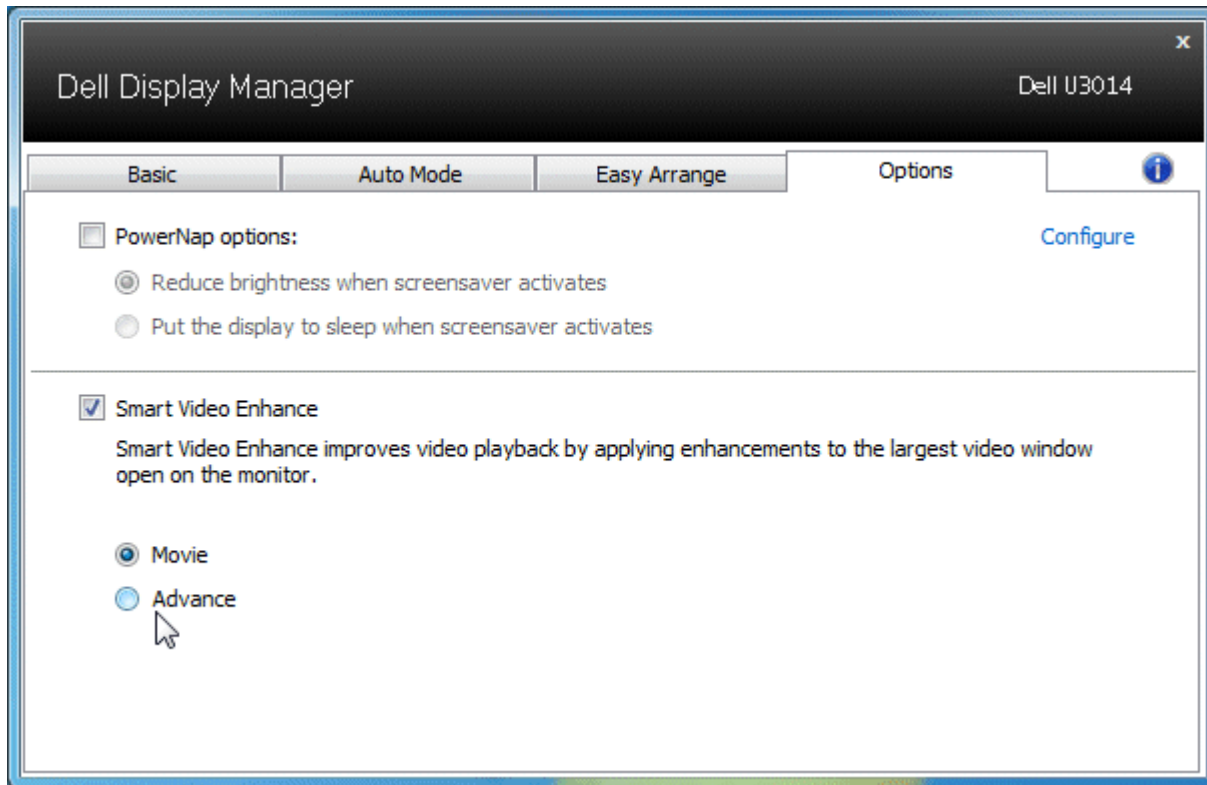 x
Dell Display Manager
Dell U3014
Basic
Auto Mode
Easy Arrange
Options
i
PowerNap options:
Configure
Reduce brightness when screensaver activates
Put the display to sleep when screensaver activates
Smart Video Enhance
Smart Video Enhance improves video playback by applying enhancements to the largest video window
open on the monitor.
Movie
Advance